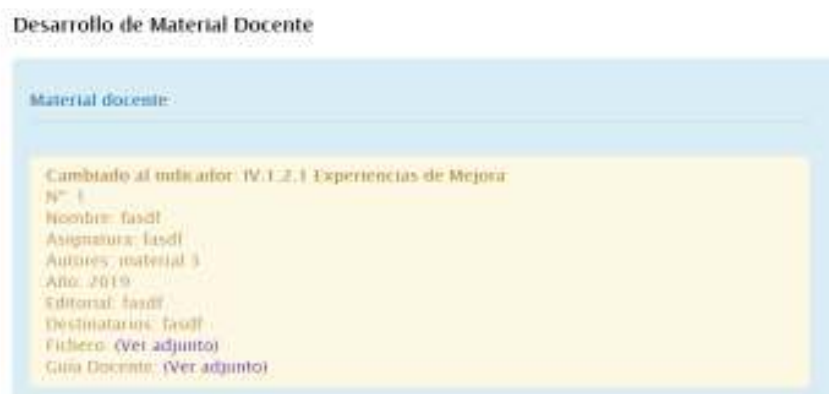 Desarrollo de Material Docente
Material docente
Cambiado al indicador: IV.1.2.1 Experiencias de Mejora
Nº: 1
Nombre: fasdf
Asignatura: fasdf
Autores: material 3
Año: 2019
Editorial: fasdf
Destinatarios: fasdf
Fichero: (Ver adjunto)
Guía Docente: (Ver adjunto)